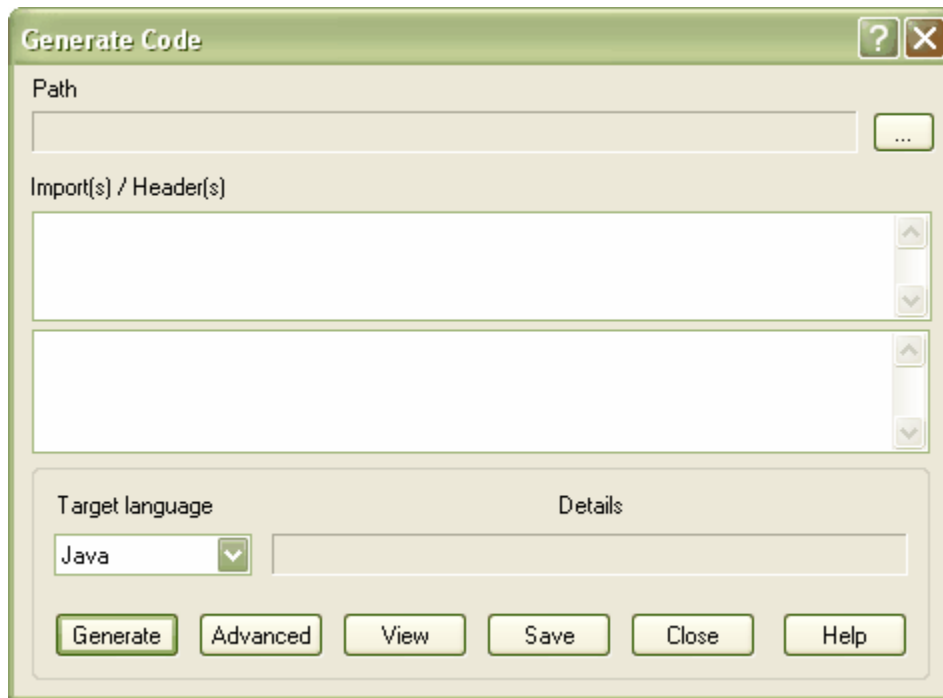 Generate Code
?
Path
...
Import(s) / Header(s)
Target language Details
Java
Generate Advanced View Save Close Help